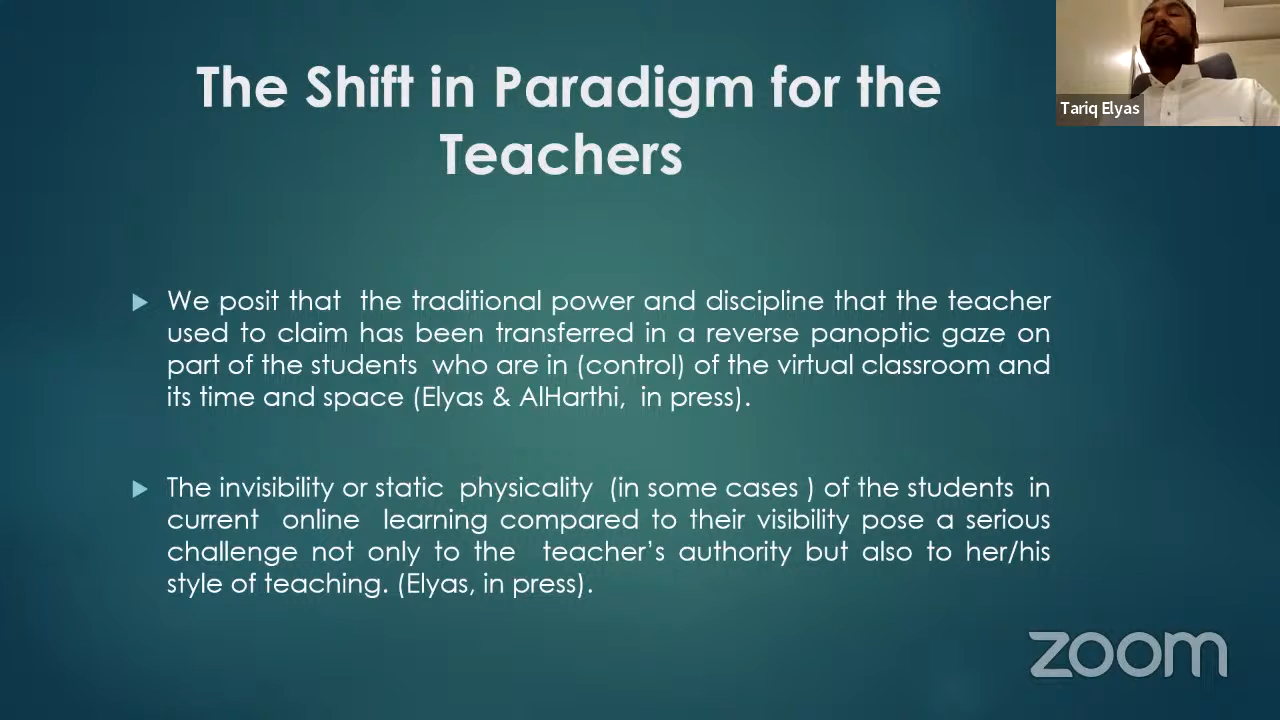 The Shift in Paradigm for the
Teachers
Tariq Elyas
We posit that the traditional power and discipline that the teacher
used to claim has been transferred in a reverse panoptic gaze on
part of the students who are in (control) of the virtual classroom and
its time and space (Elyas & AlHarthi, in press).
The invisibility or static physicality (in some cases ) of the students in
current online learning compared to their visibility pose a serious
challenge not only to the teacher’s authority but also to her/his
style of teaching. (Elyas, in press).
zoom